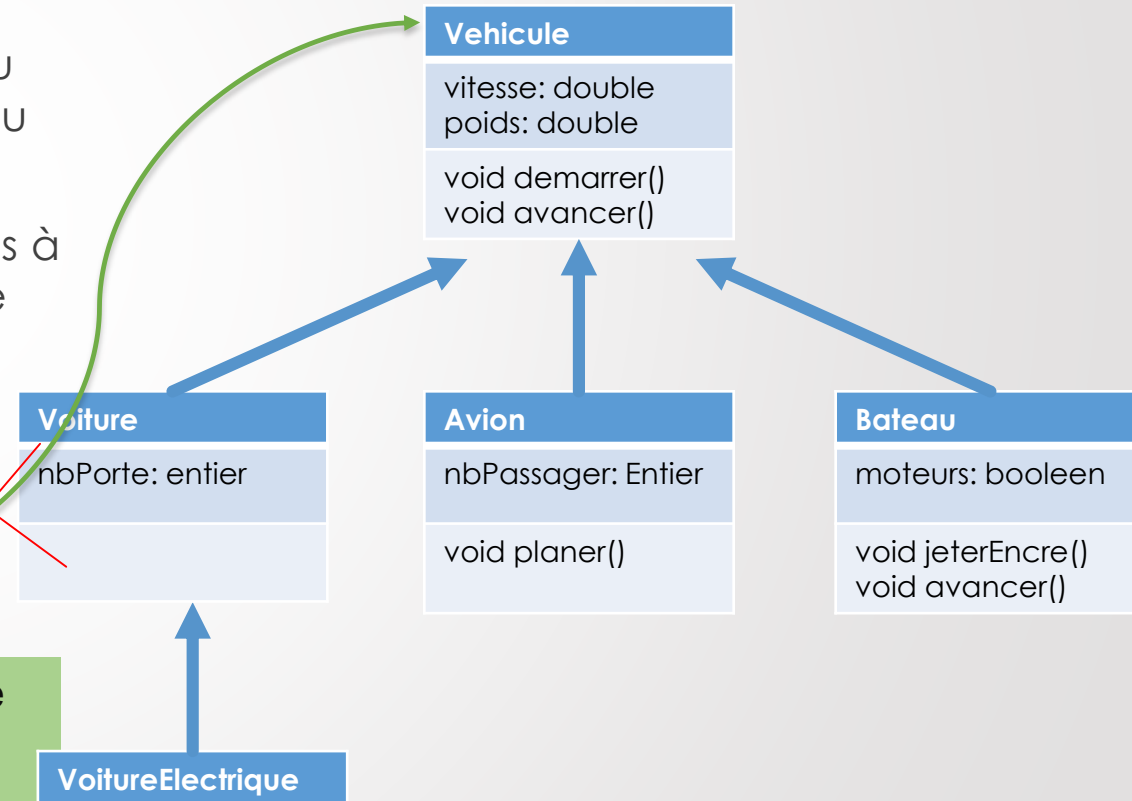 Vehicule
vitesse: double
poids: double
void demarrer()
void avancer()
u
u
s à
e
Voiture
nbPorte: entier
Avion
nbPassager: Entier
void planer()
Bateau
moteurs: booleen
void jeterEncre()
void avancer()
e
VoitureElectrique